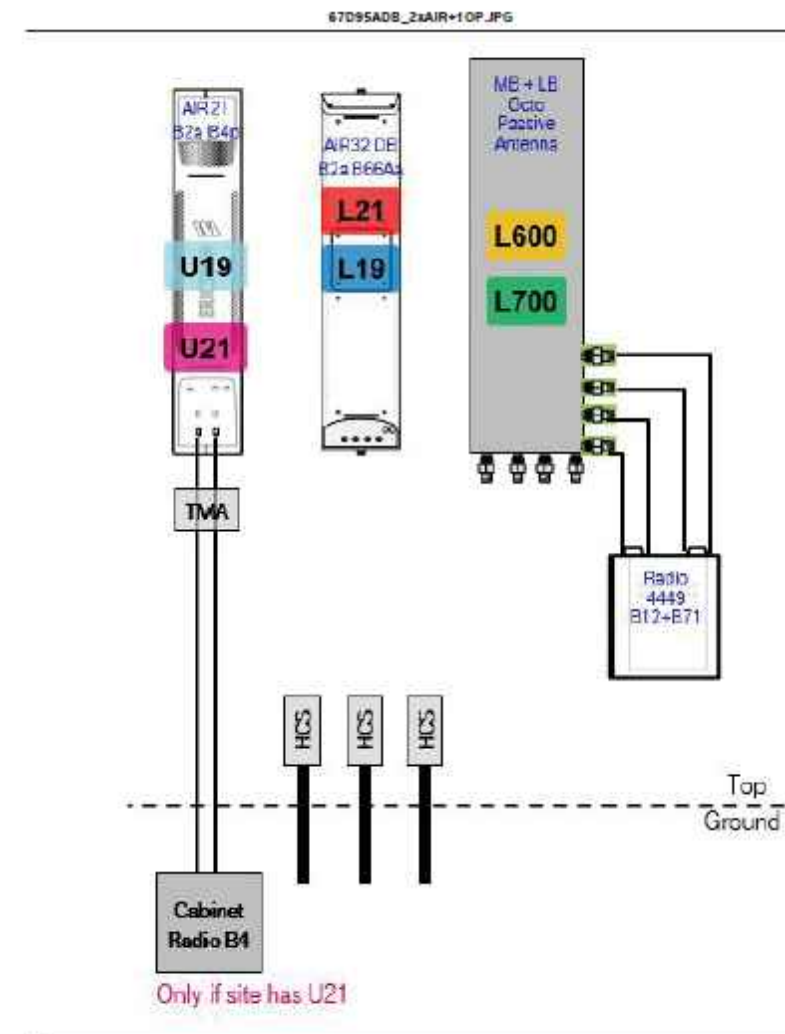 67D95ADB_2xAIR+1OP.JPG
AIR21
B2a B4p
U19
U21
TMA
AIR32 DB
B2a B66Aa
L21
L19
MB + LB
Octo
Passive
Antenna
L600
L700
Radio
4449
B12+B71
HCS
HCS
HCS
Top
Ground
Cabinet
Radio B4
Only if site has U21